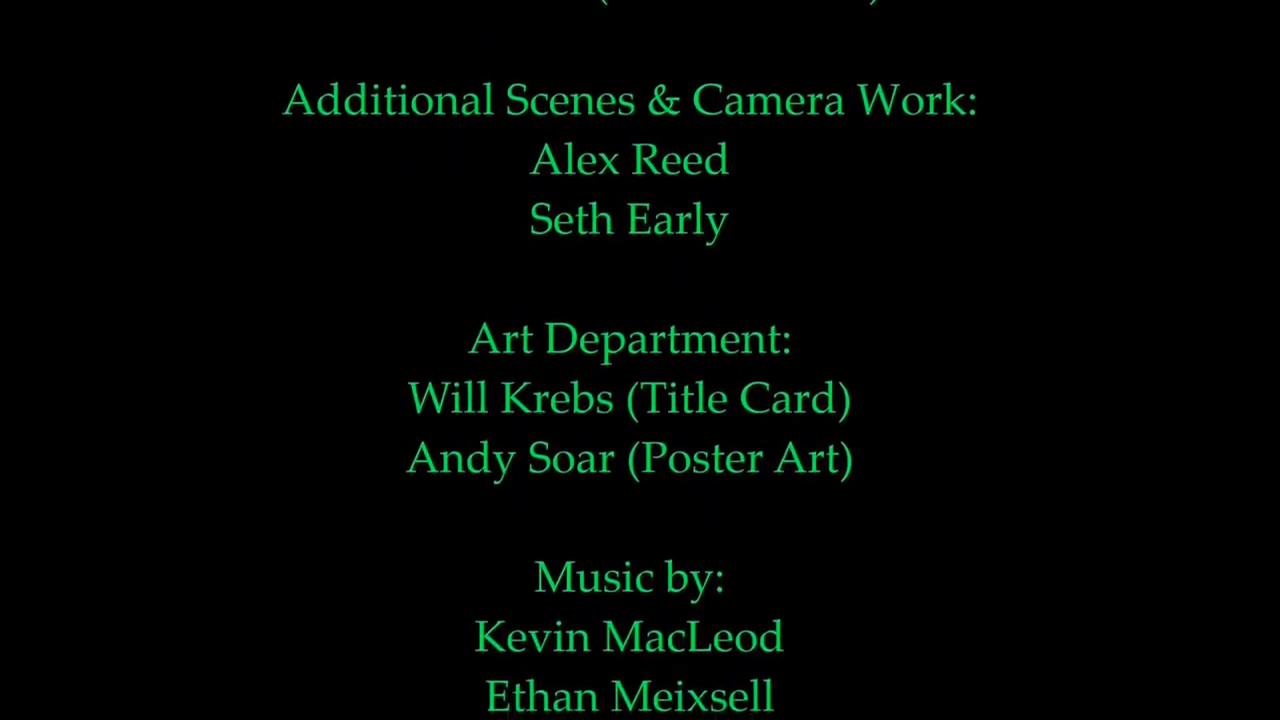 Additional Scenes & Camera Work:
Alex Reed
Seth Early
Art Department:
Will Krebs (Title Card)
Andy Soar (Poster Art)
Music by:
Kevin MacLeod
Ethan Meixsell